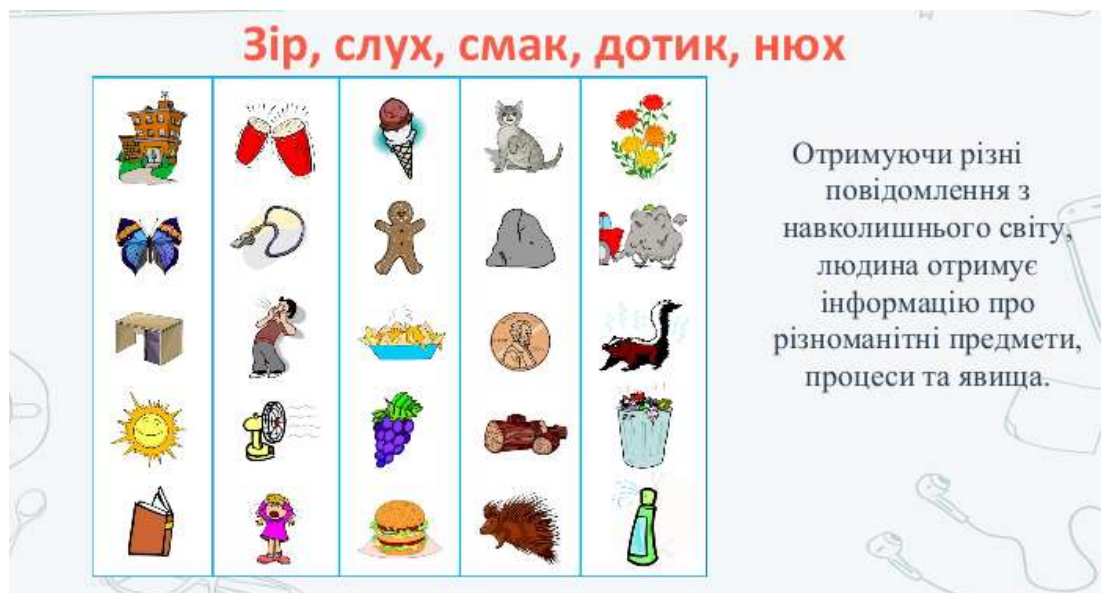 Зір, слух, смак, дотик, нюх
Отримуючи різні
повідомлення з
навколишнього світу,
людина отримує
інформацію про
різноманітні предмети,
процеси та явища.